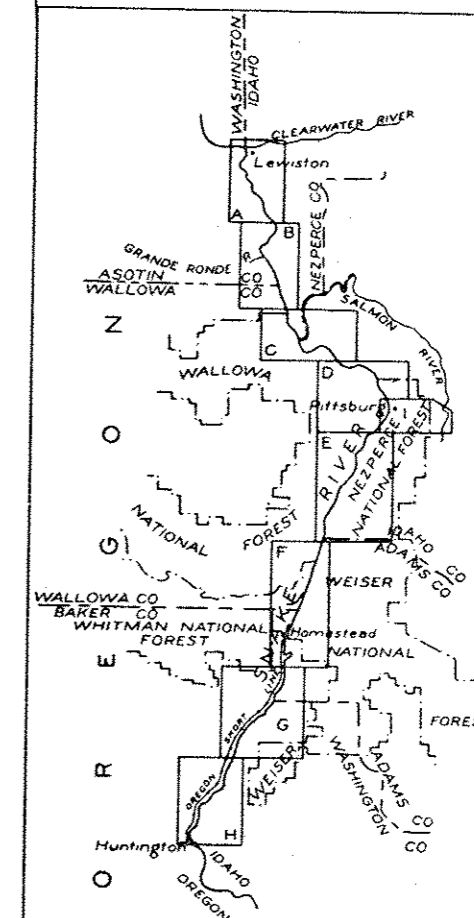 WASHINGTON
IDAHO
CLEARWATER RIVER
Lewiston
A
B
NEZPERCE CO
GRANDE RONDE R
ASOTIN CO
WALLOWA CO
SALMON RIVER
C
WALLOWA
D
Pittsburg
E
NEZPERCE
NATIONAL FOREST
SNAKE RIVER
NATIONAL FOREST
IDAHO CO
ADAMS CO
F
WEISER
WALLOWA CO
BAKER CO
WHITMAN NATIONAL
FOREST
Homestead
NATIONAL
FORES
OREGON SHORT LINE
G
WEISER
ADAMS CO
WASHINGTON CO
H
Huntington
IDAHO
OREGON
OREGON